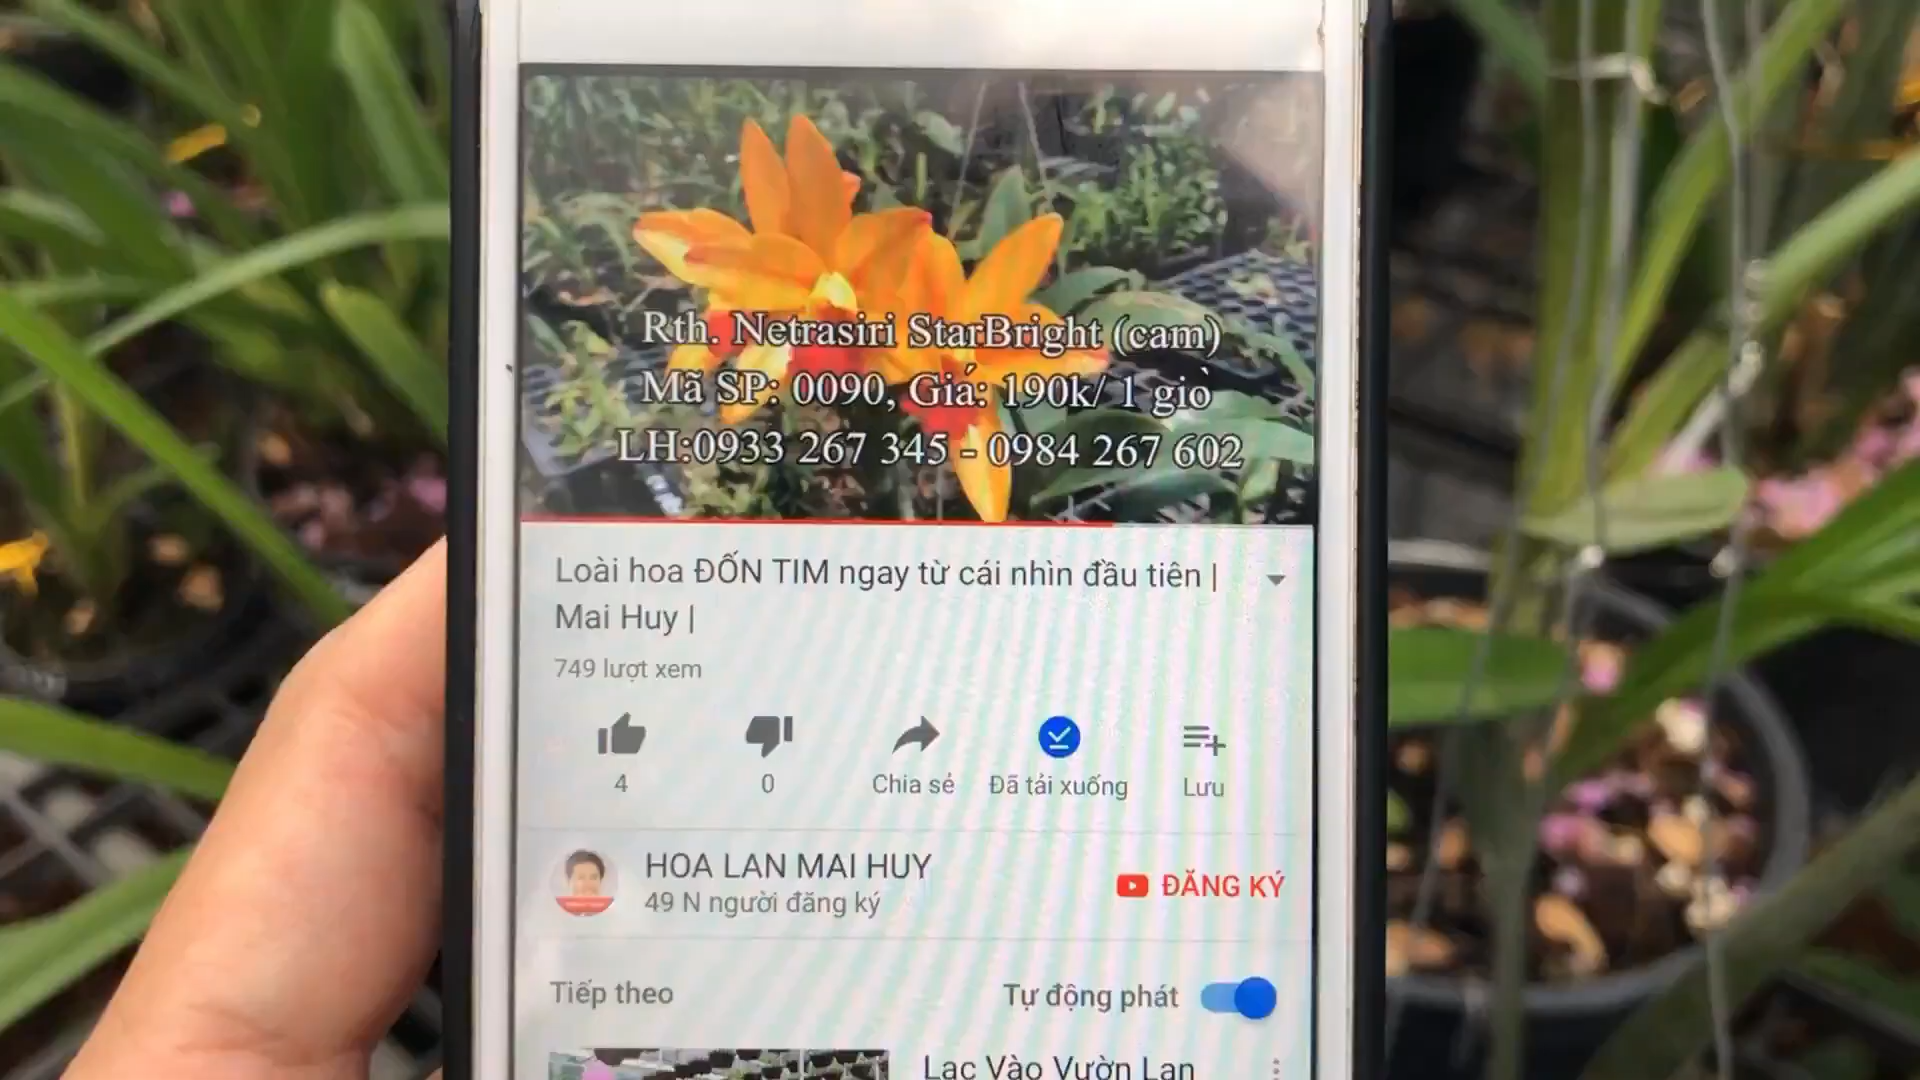 Rth. Netrasiri StarBright (cam)
Mã SP: 0090, Giá: 190k/ 1 giò
LH:0933 267 345 - 0984 267 602
Loài hoa ĐỐN TIM ngay từ cái nhìn đầu tiên |
Mai Huy |
749 lượt xem
4
0
Chia sẻ
Đã tải xuống
Lưu
HOA LAN MAI HUY
49 N người đăng ký
ĐĂNG KÝ
Tiếp theo
Tự động phát
Lạc Vào Vườn Lan